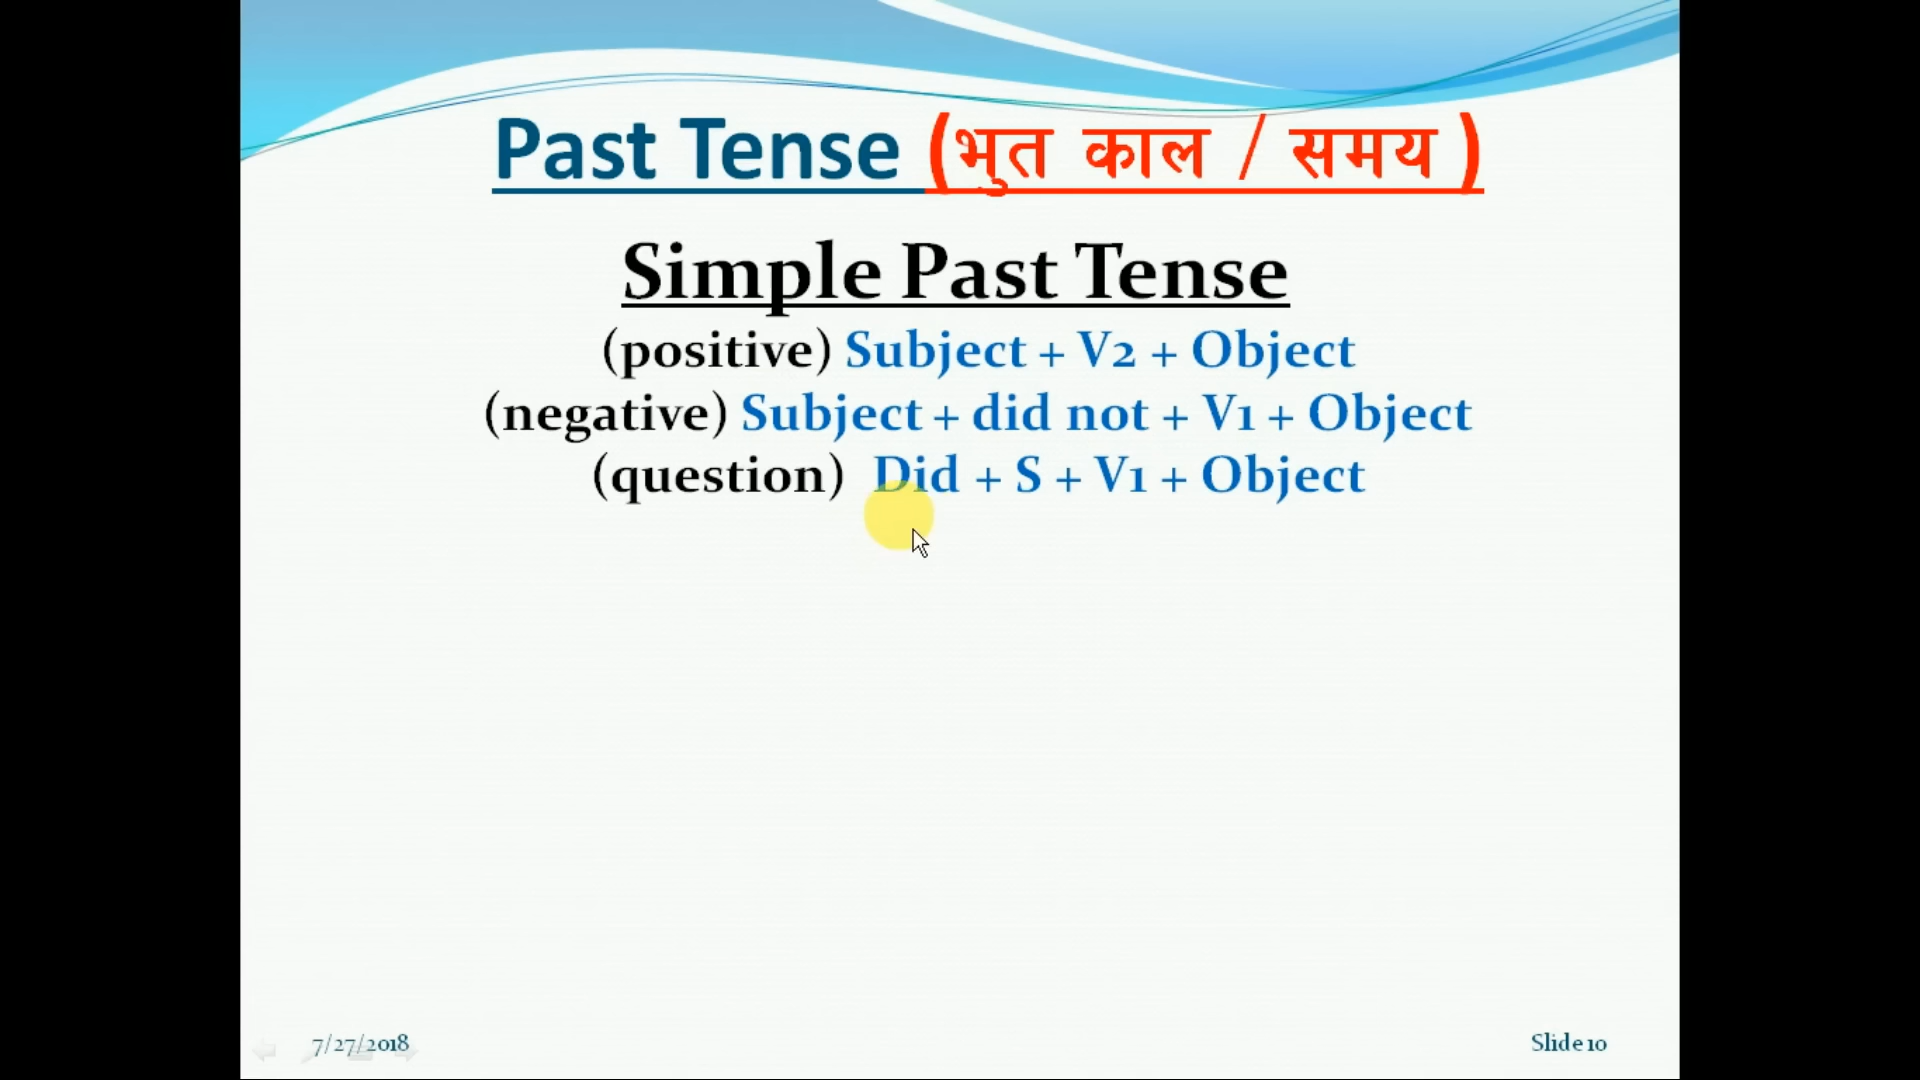 Past Tense (भुत काल / समय )
Simple Past Tense
(positive) Subject + V2 + Object
(negative) Subject + did not + V1 + Object
(question) Did + S + V1 + Object
7/27/2018
Slide 10